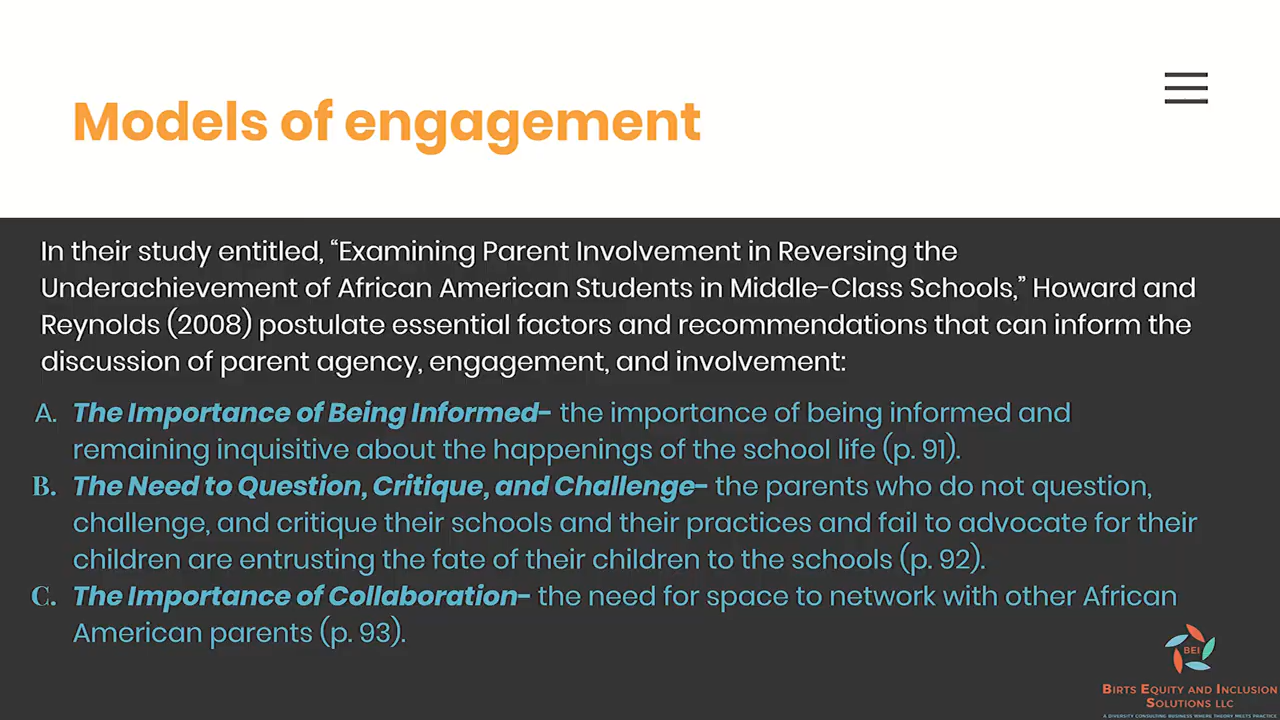 Models of engagement
In their study entitled, “Examining Parent Involvement in Reversing the
Underachievement of African American Students in Middle-Class Schools,” Howard and
Reynolds (2008) postulate essential factors and recommendations that can inform the
discussion of parent agency, engagement, and involvement:
A. The Importance of Being Informed- the importance of being informed and
remaining inquisitive about the happenings of the school life (p. 91).
B. The Need to Question, Critique, and Challenge- the parents who do not question,
challenge, and critique their schools and their practices and fail to advocate for their
children are entrusting the fate of their children to the schools (p. 92).
C. The Importance of Collaboration- the need for space to network with other African
American parents (p. 93).
BEI
Birts Equity and Inclusion
Solutions LLC
A diversity consulting business where theory meets practice